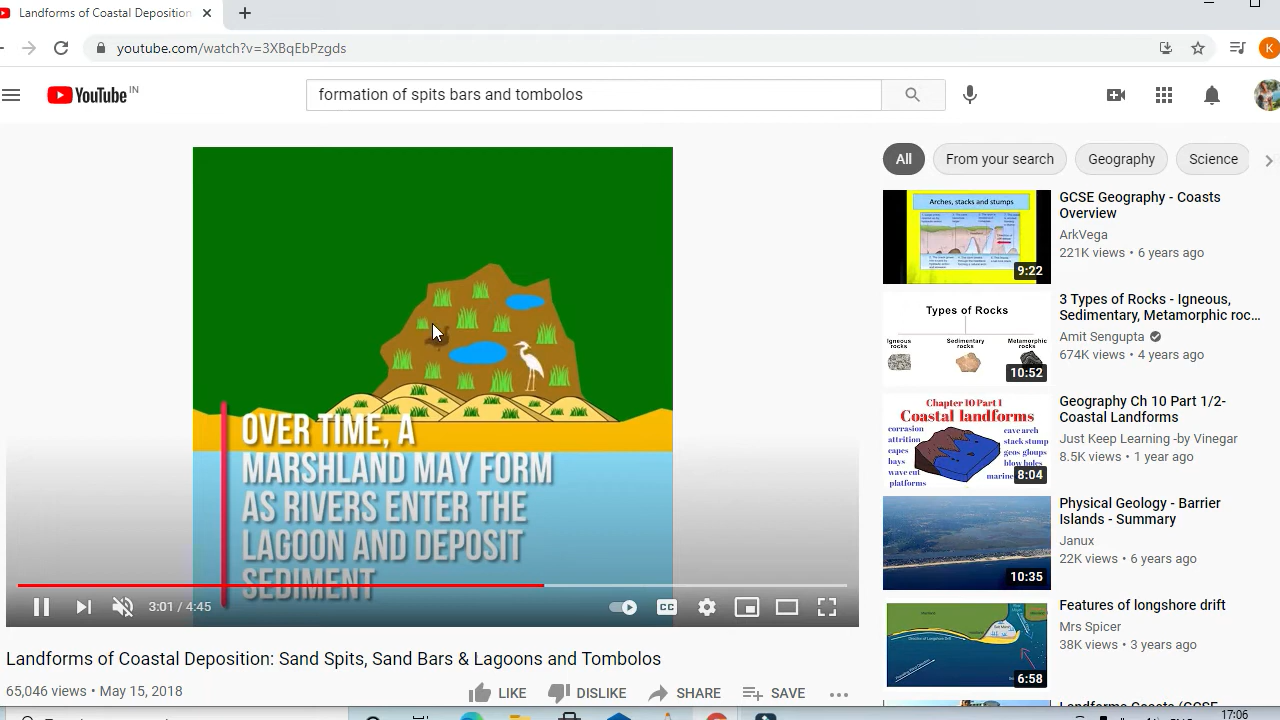 Landforms of Coastal Deposition
youtube.com/watch?v=3XBqEbPzgds
K
YouTube IN
formation of spits bars and tombolos
All
From your search
Geography
Science
OVER TIME, A
MARSHLAND MAY FORM
AS RIVERS ENTER THE
LAGOON AND DEPOSIT
SEDIMENT
3:01 / 4:45
CC
Landforms of Coastal Deposition: Sand Spits, Sand Bars & Lagoons and Tombolos
65,046 views • May 15, 2018
LIKE
DISLIKE
SHARE
SAVE
Arches, stacks and stumps
9:22
GCSE Geography - Coasts
Overview
ArkVega
221K views • 6 years ago
Types of Rocks
Igneous
rocks
Sedimentary
rocks
Metamorphic
rocks
10:52
3 Types of Rocks - Igneous,
Sedimentary, Metamorphic roc...
Amit Sengupta
674K views • 4 years ago
Chapter 10 Part 1
Coastal landforms
corrasion
attrition
capes
bays
wave cut
platforms
cave arch
stack stump
geos gloups
blow holes
marine
8:04
Geography Ch 10 Part 1/2-
Coastal Landforms
Just Keep Learning -by Vinegar
8.5K views • 1 year ago
10:35
Physical Geology - Barrier
Islands - Summary
Janux
22K views • 6 years ago
6:58
Features of longshore drift
Mrs Spicer
38K views • 3 years ago
17:06